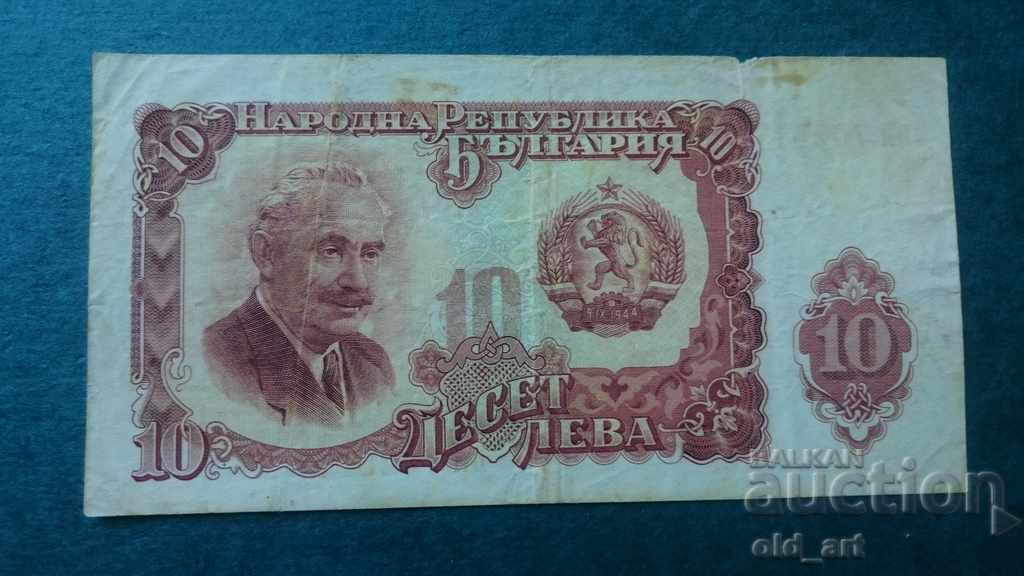 10
НАРОДНА РЕПУБЛИКА
БЪЛГАРИЯ
10
10
9·IX·1944
10
10
ДЕСЕТ
ЛЕВА
BALKAN
auction
old_art